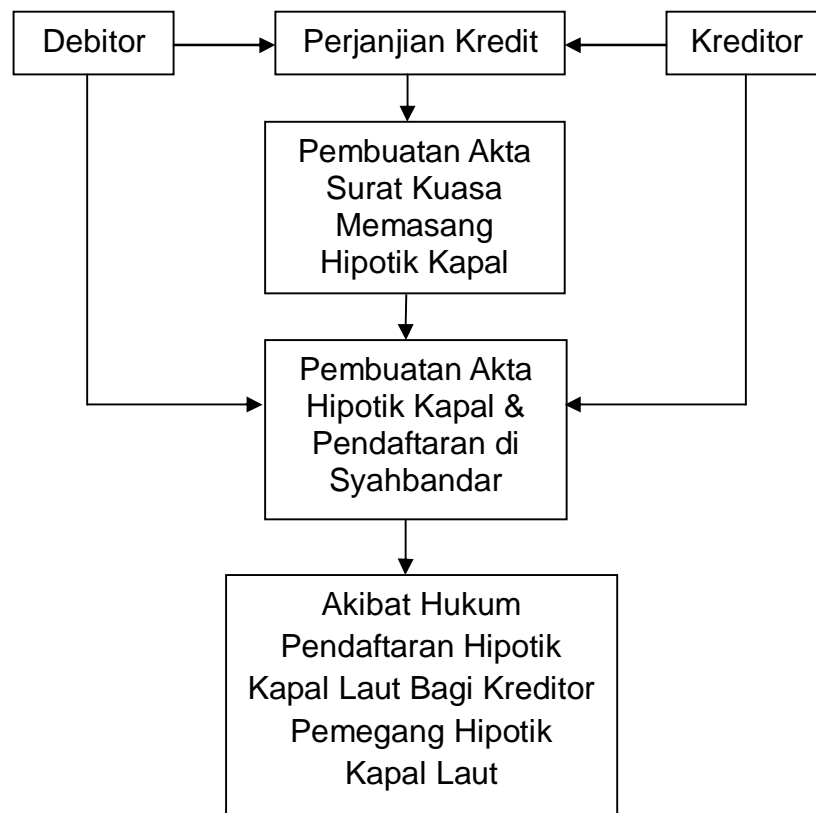 Debitor
Perjanjian Kredit
Kreditor
Pembuatan Akta
Surat Kuasa
Memasang
Hipotik Kapal
Pembuatan Akta
Hipotik Kapal &
Pendaftaran di
Syahbandar
Akibat Hukum
Pendaftaran Hipotik
Kapal Laut Bagi Kreditor
Pemegang Hipotik
Kapal Laut